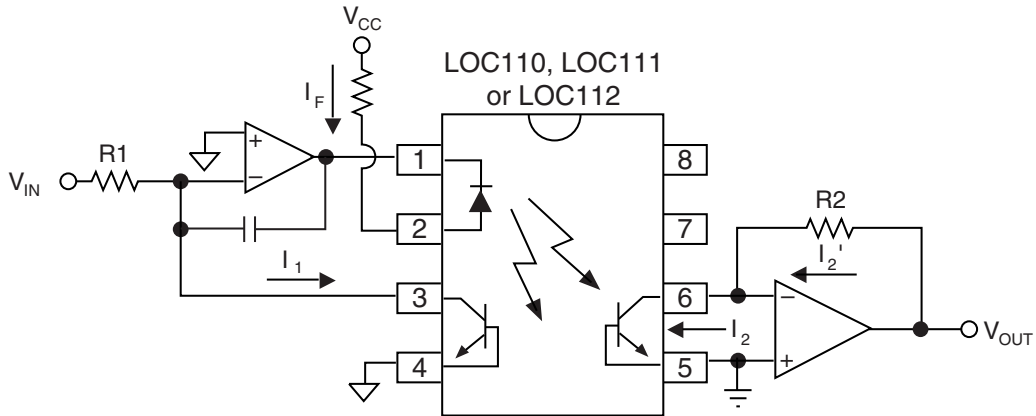 VCC
LOC110, LOC111
or LOC112
IF
R1
VIN
+
−
I1
1
2
3
4
8
7
6
5
R2
I2'
I2
−
+
VOUT